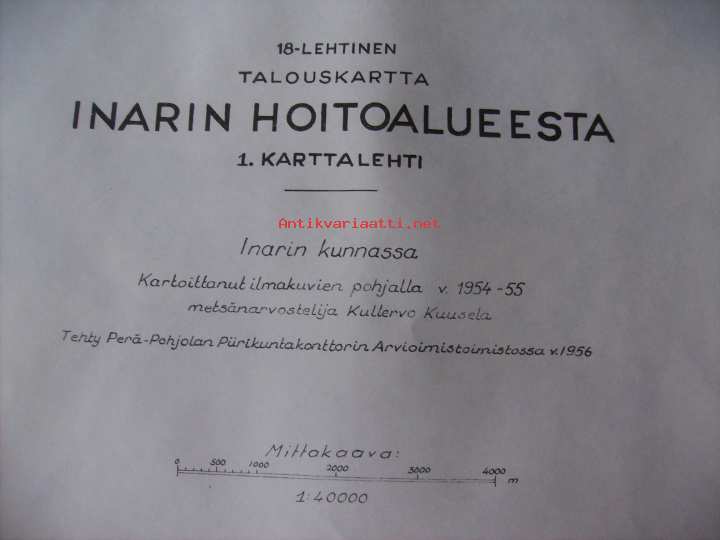 18-LEHTINEN
TALOUSKARTTA
INARIN HOITOALUEESTA
1. KARTTALEHTI
Antikvariaatti.net
Inarin kunnassa
Kartoittanut ilmakuvien pohjalla v. 1954-55
metsänarvostelija Kullervo Kuusela
Tehty Perä-Pohjolan Piirikuntakonttorin Arvioimistoimistossa v. 1956
Mittakaava:
0 500 1000 2000 3000 4000 m
1:40000